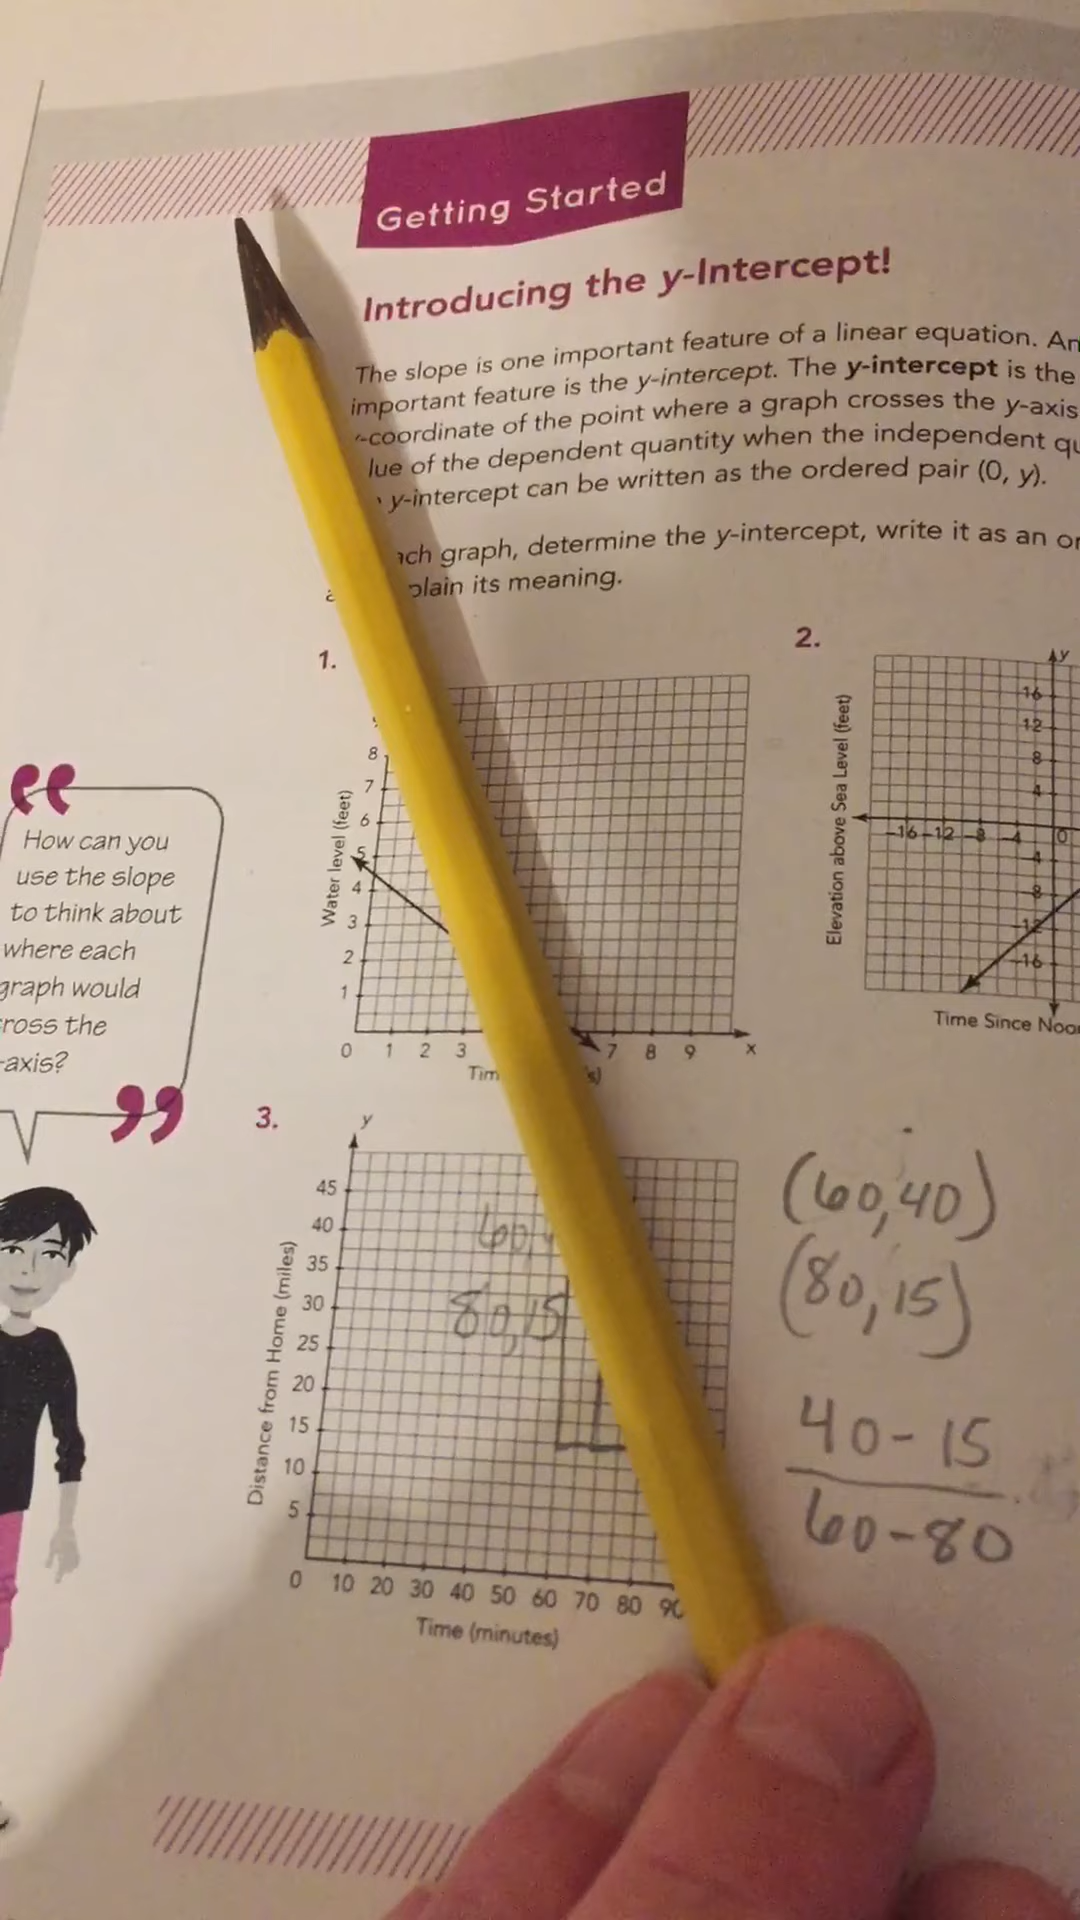 Getting Started
Introducing the y-Intercept!
The slope is one important feature of a linear equation. An
important feature is the y-intercept. The y-intercept is the
-coordinate of the point where a graph crosses the y-axis
lue of the dependent quantity when the independent qu
y-intercept can be written as the ordered pair (0, y).
ach graph, determine the y-intercept, write it as an or
plain its meaning.
1.
8
7
6
5
4
3
2
1
0 1 2 3 7 8 9 x
Water level (feet)
Tim s)
2.
y
16
12
8
4
-16 -12 -8 -4 0
-4
-8
-12
-16
Elevation above Sea Level (feet)
Time Since Noo
How can you
use the slope
to think about
where each
graph would
ross the
-axis?
3.
y
45
40
35
30
25
20
15
10
5
0 10 20 30 40 50 60 70 80 90
Distance from Home (miles)
Time (minutes)
60,
80,15
(60,40)
(80,15)
40-15
60-80